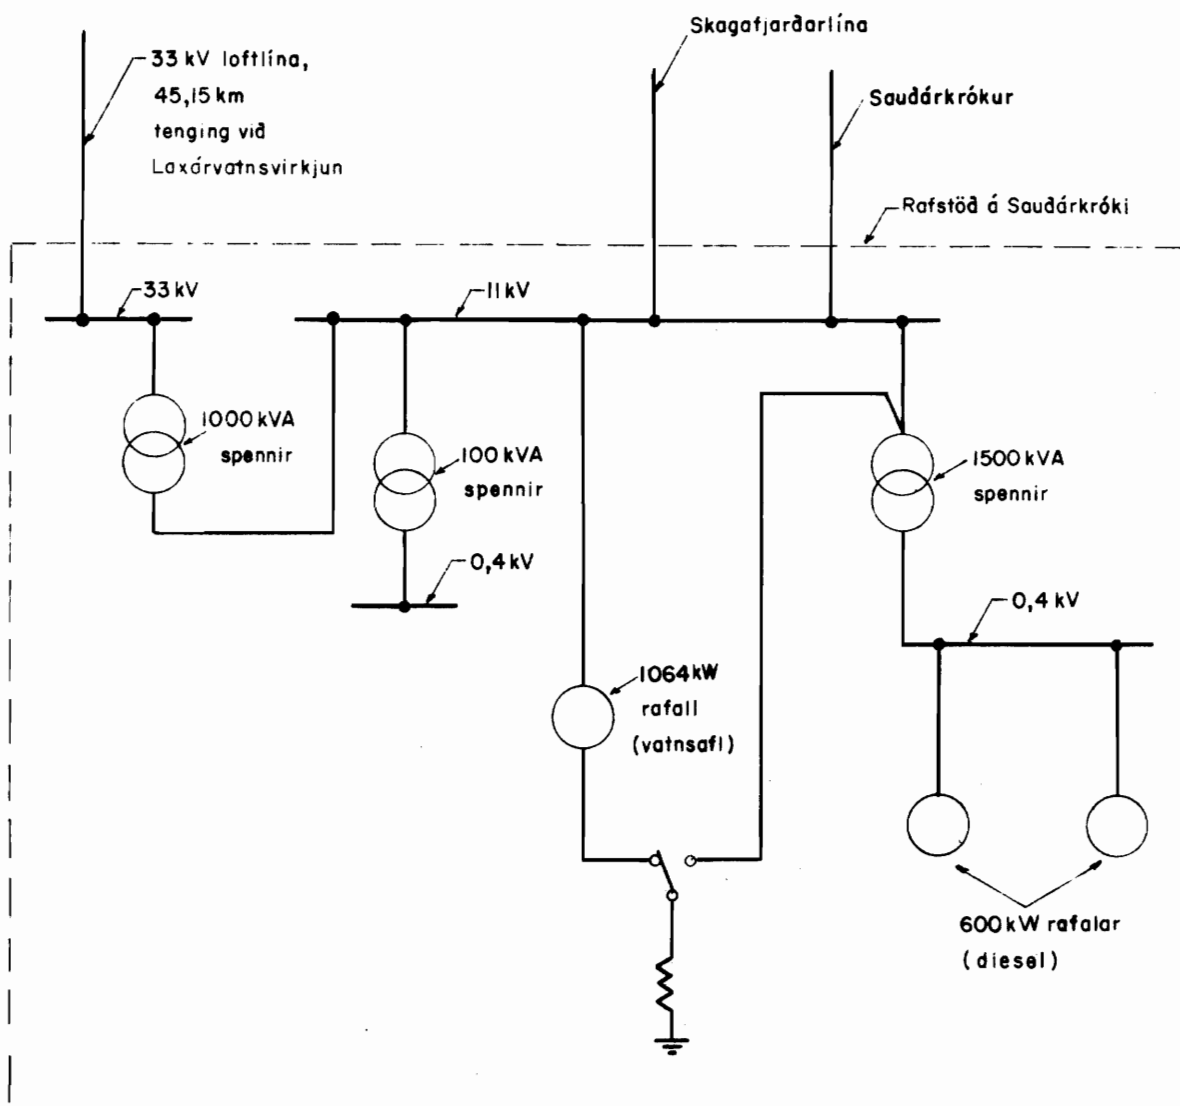 Skagafjarðarlína
33 kV loftlína,
45,15 km
tenging við
Laxárvatnsvirkjun
Sauðárkrókur
Rafstöð á Sauðárkróki
33 kV
11 kV
1000 kVA
spennir
100 kVA
spennir
1500 kVA
spennir
0,4 kV
0,4 kV
1064 kW
rafall
(vatnsafl)
600 kW rafalar
(diesel)